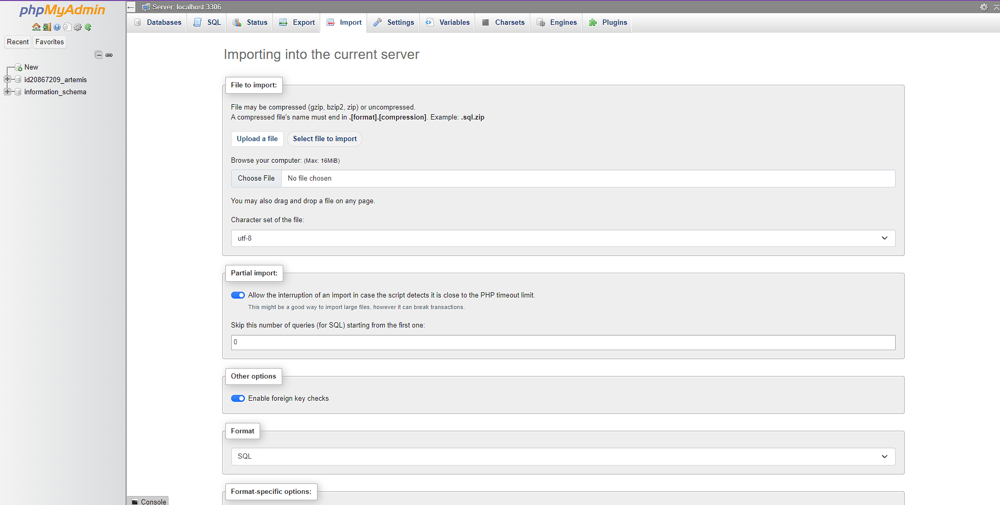 phpMyAdmin
Recent
Favorites
New
id20867209_artemis
information_schema
Server: localhost:3306
Databases
SQL
Status
Export
Import
Settings
Variables
Charsets
Engines
Plugins
Importing into the current server
File to import:
File may be compressed (gzip, bzip2, zip) or uncompressed.
A compressed file's name must end in .[format].[compression]. Example: .sql.zip
Upload a file
Select file to import
Browse your computer: (Max: 16MiB)
Choose File
No file chosen
You may also drag and drop a file on any page.
Character set of the file:
utf-8
Partial import:
Allow the interruption of an import in case the script detects it is close to the PHP timeout limit.
This might be a good way to import large files, however it can break transactions.
Skip this number of queries (for SQL) starting from the first one:
0
Other options
Enable foreign key checks
Format
SQL
Format-specific options:
Console